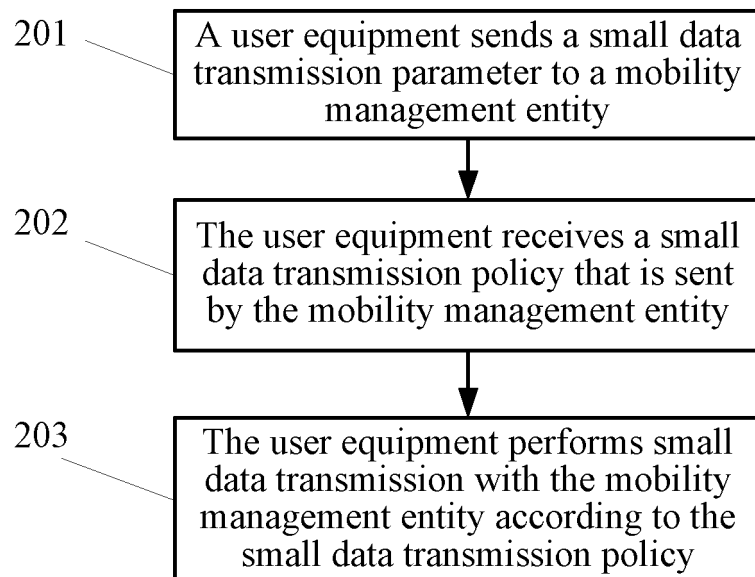 201
A user equipment sends a small data
transmission parameter to a mobility
management entity
202
The user equipment receives a small
data transmission policy that is sent
by the mobility management entity
203
The user equipment performs small
data transmission with the mobility
management entity according to the
small data transmission policy